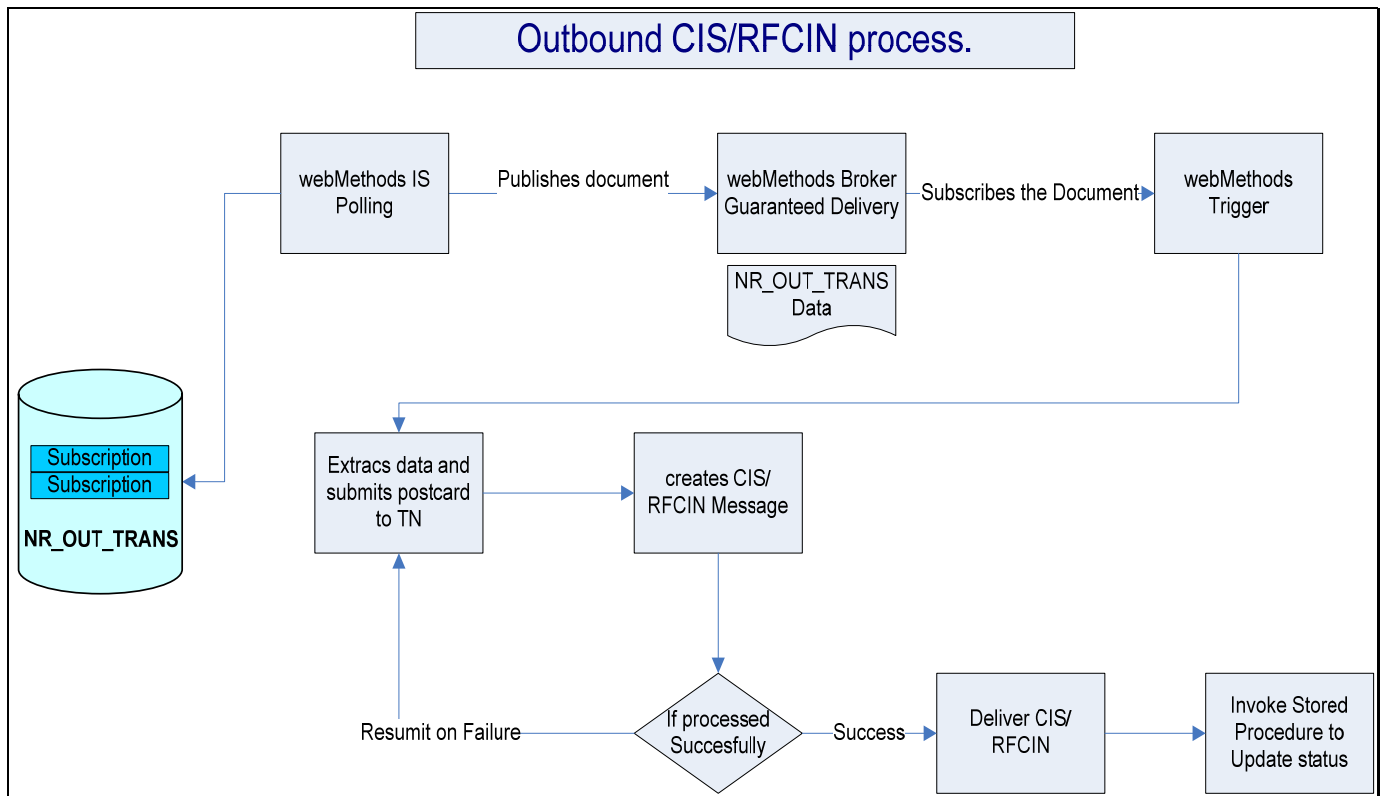 Outbound CIS/RFCIN process.
webMethods IS
Polling
Publishes document
webMethods Broker
Guaranteed Delivery
Subscribes the Document
webMethods
Trigger
NR_OUT_TRANS
Data
Subscription
Subscription
NR_OUT_TRANS
Extracs data and
submits postcard
to TN
creates CIS/
RFCIN Message
Resumit on Failure
If processed
Succesfully
Success
Deliver CIS/
RFCIN
Invoke Stored
Procedure to
Update status